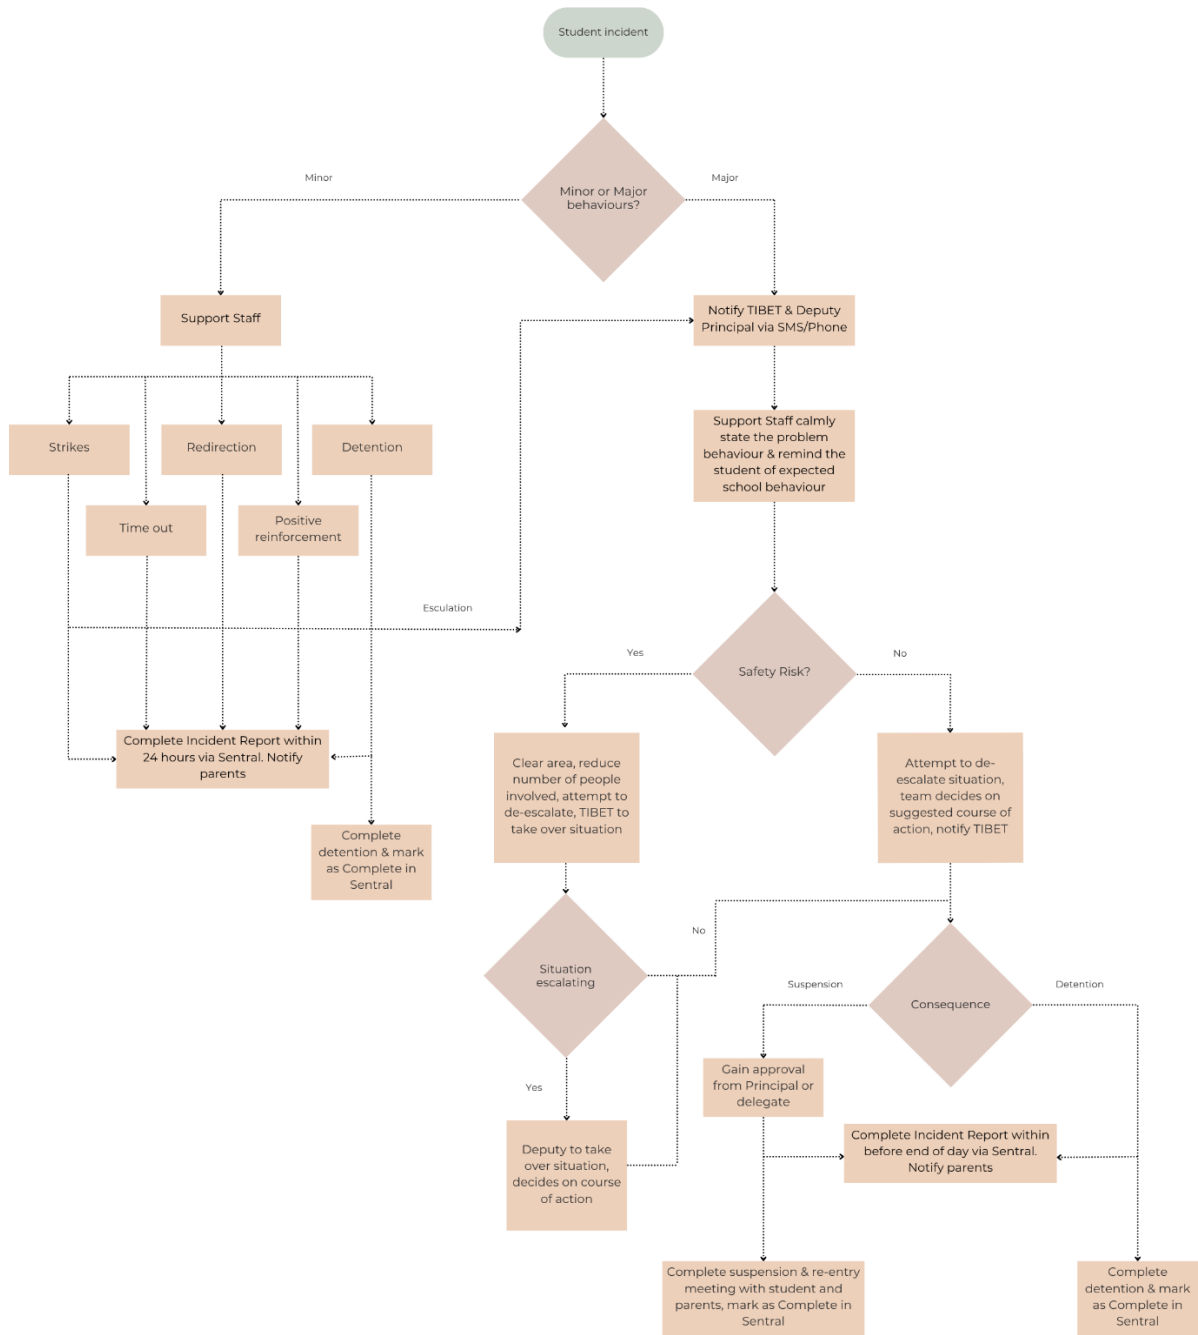 Student incident
Minor
Major
Minor or Major
behaviours?
Support Staff
Notify TIBET & Deputy
Principal via SMS/Phone
Strikes
Redirection
Detention
Support Staff calmly
state the problem
behaviour & remind the
student of expected
school behaviour
Time out
Positive
reinforcement
Esculation
Yes
No
Safety Risk?
Complete Incident Report within
24 hours via Sentral. Notify
parents
Clear area, reduce
number of people
involved, attempt to
de-escalate, TIBET to
take over situation
Attempt to de-
escalate situation,
team decides on
suggested course of
action, notify TIBET
Complete
detention & mark
as Complete in
Sentral
No
Situation
escalating
Suspension
Detention
Consequence
Yes
Gain approval
from Principal or
delegate
Deputy to take
over situation,
decides on course
of action
Complete Incident Report within
before end of day via Sentral.
Notify parents
Complete suspension & re-entry
meeting with student and
parents, mark as Complete in
Sentral
Complete
detention & mark
as Complete in
Sentral